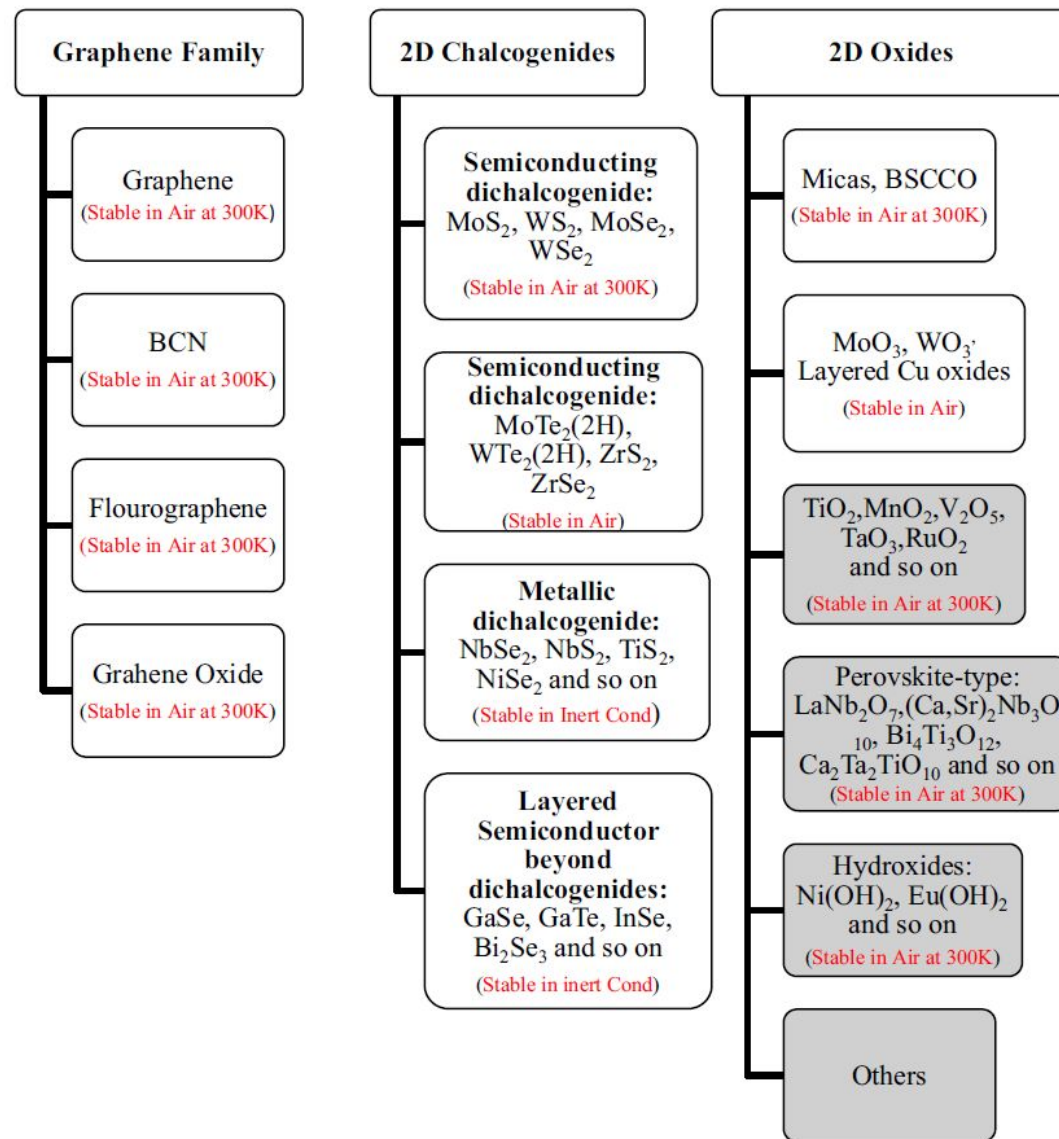 Graphene Family
Graphene
(Stable in Air at 300K)
BCN
(Stable in Air at 300K)
Flourographene
(Stable in Air at 300K)
Grahene Oxide
(Stable in Air at 300K)
2D Chalcogenides
Semiconducting
dichalcogenide:
MoS₂, WS₂, MoSe₂,
WSe₂
(Stable in Air at 300K)
Semiconducting
dichalcogenide:
MoTe₂(2H),
WTe₂(2H), ZrS₂,
ZrSe₂
(Stable in Air)
Metallic
dichalcogenide:
NbSe₂, NbS₂, TiS₂,
NiSe₂ and so on
(Stable in Inert Cond)
Layered
Semiconductor
beyond
dichalcogenides:
GaSe, GaTe, InSe,
Bi₂Se₃ and so on
(Stable in inert Cond)
2D Oxides
Micas, BSCCO
(Stable in Air at 300K)
MoO₃, WO₃,
Layered Cu oxides
(Stable in Air)
TiO₂,MnO₂,V₂O₅,
TaO₃,RuO₂
and so on
(Stable in Air at 300K)
Perovskite-type:
LaNb₂O₇,(Ca,Sr)₂Nb₃O
₁₀, Bi₄Ti₃O₁₂,
Ca₂Ta₂TiO₁₀ and so on
(Stable in Air at 300K)
Hydroxides:
Ni(OH)₂, Eu(OH)₂
and so on
(Stable in Air at 300K)
Others